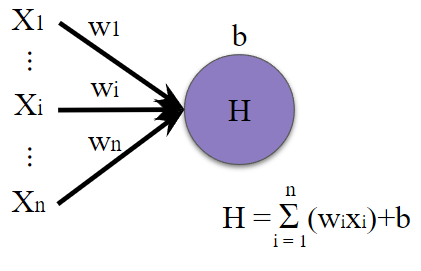 X1
w1
b
⋮
Xi
wi
H
⋮
wn
Xn
n
H = Σ (wixi)+b
i = 1